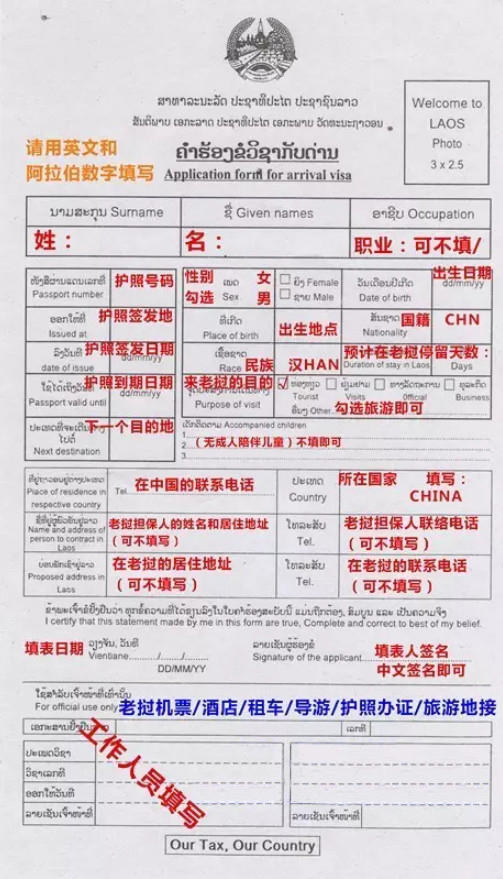 ສາທາລະນະລັດ ປະຊາທິປະໄຕ ປະຊາຊົນລາວ
ສັນຕິພາບ ເອກະລາດ ປະຊາທິປະໄຕ ເອກະພາບ ວັດທະນະຖາວອນ
Welcome to
LAOS
Photo
3 x 2.5
请用英文和
阿拉伯数字填写
ຄຳຮ້ອງຂໍວີຊາກັບດ່ານ
Application form for arrival visa
ນາມສະກຸນ Surname
ຊື່ Given names
ອາຊີບ Occupation
姓：
名：
职业：可不填/
ໜັງສືຜ່ານແດນເລກທີ
Passport number
护照号码
性别
勾选
ເພດ
Sex
女
男
ຍິງ Female
ຊາຍ Male
ວັນເດືອນປີເກີດ
Date of birth
出生日期
dd/mm/yy
ອອກໃຫ້ທີ່
Issued at
护照签发地
ທີ່ເກີດ
Place of birth
出生地点
ສັນຊາດ
Nationality
国籍 CHN
ລົງວັນທີ
date of issue
护照签发日期
dd/mm/yy
ເຊື້ອຊາດ
Race
民族 汉HAN
预计在老挝停留天数：
Duration of stay in Laos
Days
ໃຊ້ໄດ້ເຖິງວັນທີ
Passport valid until
护照到期日期
dd/mm/yy
来老挝的目的 √
ຈຸດປະສົງການເດີນທາງ
Purpose of visit
ທ່ອງທ່ຽວ
Tourist
ຢ້ຽມຢາມ
Visits
ທາງລັດຖະການ
Official
ທຸລະກິດ
Business
ອື່ນໆ Other
勾选旅游即可
ປະເທດທີ່ຈະເດີນທາງ
ໄປຕໍ່
Next destination
下一个目的地
ເດັກຕິດຕາມ Accompanied children
1.
2. （无成人陪伴儿童）不填即可
3.
ທີ່ຢູ່ຖາວອນຢູ່ຕ່າງປະເທດ
Place of residence in
respective country
Tel.
在中国的联系电话
ປະເທດ
Country
所在国家 填写：
CHINA
Name and address of
person to contract in
Laos
老挝担保人的姓名和居住地址
（可不填写）
ໂທລະສັບ
Tel.
老挝担保人联络电话
（可不填写）
ບ່ອນພັກເຊົາຢູ່ລາວ
Proposed address in
Laos
在老挝的居住地址
（可不填写）
ໂທລະສັບ
Tel.
在老挝的联系电话
（可不填写）
ຂ້າພະເຈົ້າຂໍຢັ້ງຢືນວ່າ ທຸກຂໍ້ຄວາມທີ່ໄດ້ຂຽນລົງໃນໃບຄຳຮ້ອງສະບັບນີ້ ແມ່ນຖືກຕ້ອງ, ສົມບູນ ແລະ ເປັນຄວາມຈິງ
I certify that this statement made by me in this form are true, Complete and correct to best of my belief.
填表日期
ວຽງຈັນ, ວັນທີ
Vientiane........./......../........
DD/MM/YY
ລາຍເຊັນຜູ້ຮ້ອງຂໍ
Signature of the applicant
填表人签名
中文签名即可
ໃຊ້ສຳລັບເຈົ້າໜ້າທີ່ເທົ່ານັ້ນ
For official use only
老挝机票/酒店/租车/导游/护照办证/旅游地接
ເລກທີ
工作人员填写
ປະເພດວີຊາ
ວີຊາເລກທີ
ອອກໃຫ້ວັນທີ
ລາຍເຊັນເຈົ້າໜ້າທີ່
ລາຍເຊັນເຈົ້າໜ້າທີ່
Our Tax, Our Country